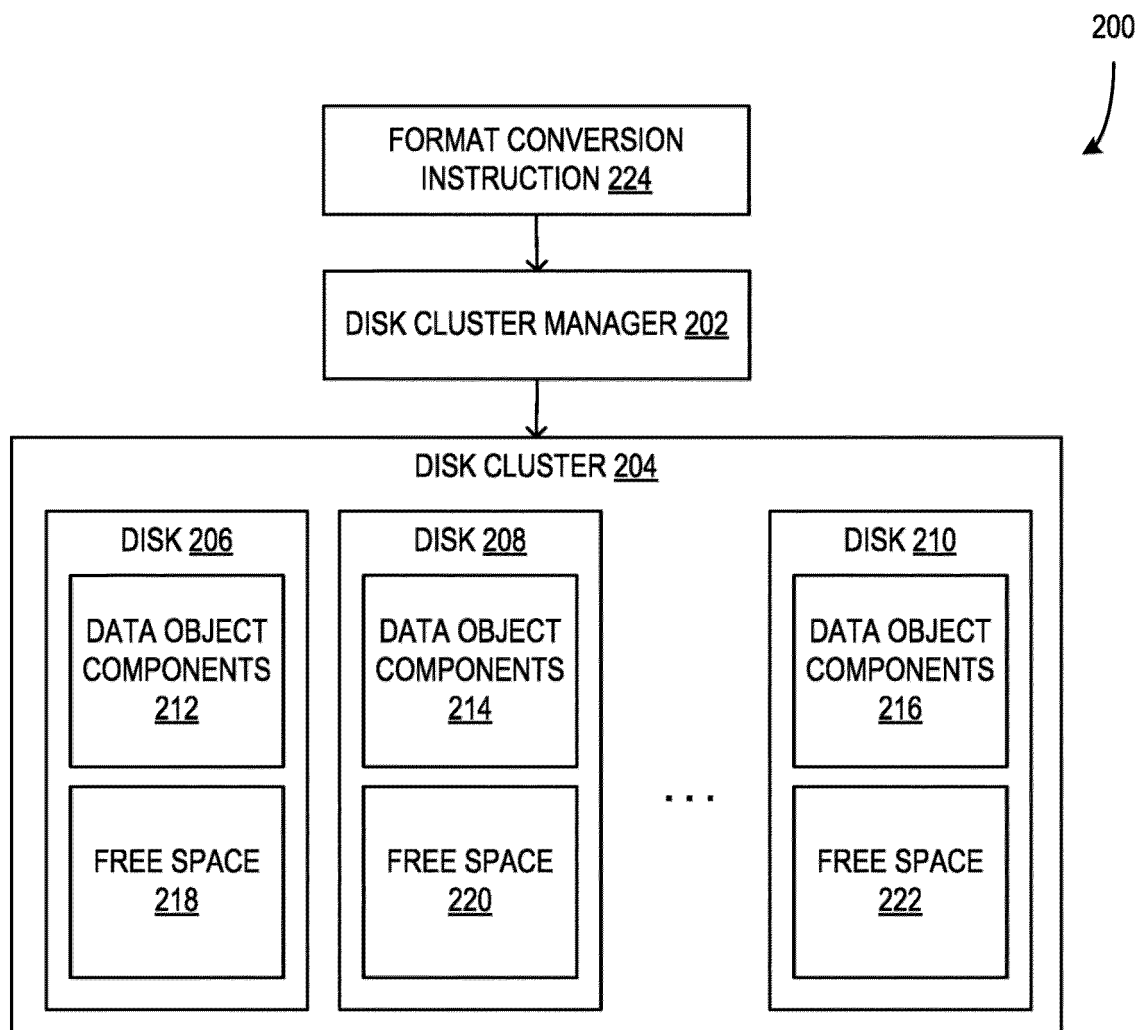 200
FORMAT CONVERSION
INSTRUCTION 224
DISK CLUSTER MANAGER 202
DISK CLUSTER 204
DISK 206
DATA OBJECT
COMPONENTS
212
FREE SPACE
218
DISK 208
DATA OBJECT
COMPONENTS
214
FREE SPACE
220
. . .
DISK 210
DATA OBJECT
COMPONENTS
216
FREE SPACE
222